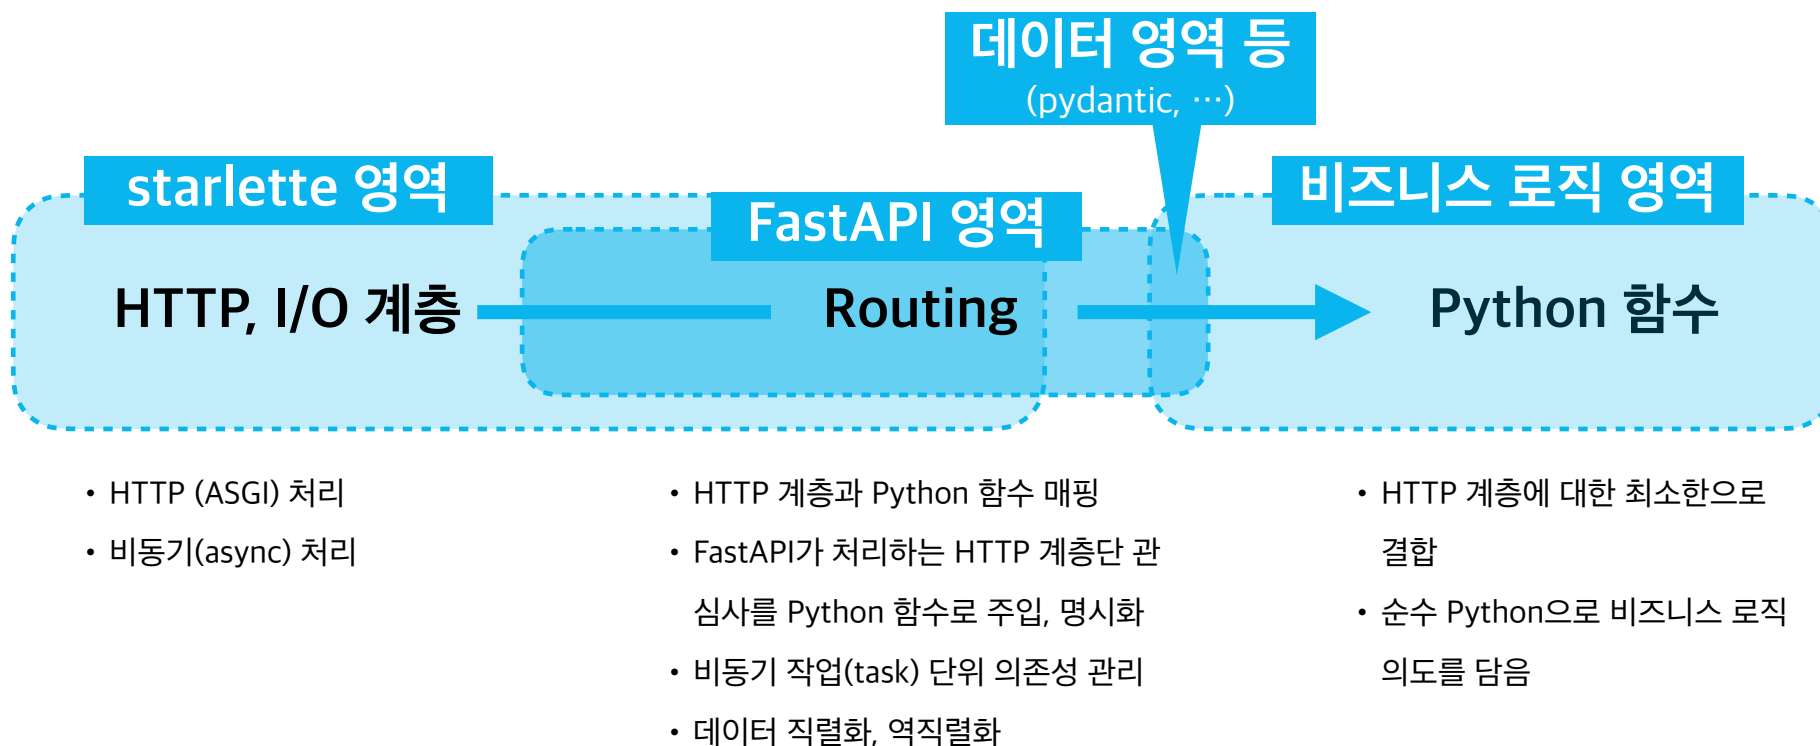 데이터 영역 등
(pydantic, ⋯)
starlette 영역
FastAPI 영역
비즈니스 로직 영역
HTTP, I/O 계층
Routing
Python 함수
• HTTP (ASGI) 처리
• 비동기(async) 처리
• HTTP 계층과 Python 함수 매핑
• FastAPI가 처리하는 HTTP 계층단 관
심사를 Python 함수로 주입, 명시화
• 비동기 작업(task) 단위 의존성 관리
• 데이터 직렬화, 역직렬화
• HTTP 계층에 대한 최소한으로
결합
• 순수 Python으로 비즈니스 로직
의도를 담음